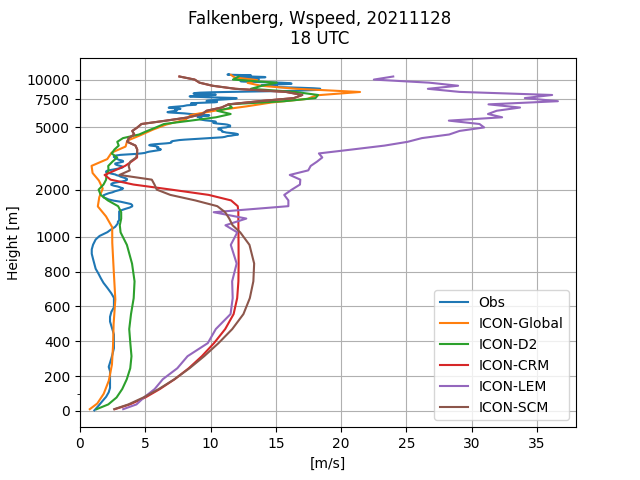 Falkenberg, Wspeed, 20211128
18 UTC
Height [m]
10000
7500
5000
2000
1000
800
600
400
200
0
0
5
10
15
20
25
30
35
[m/s]
Obs
ICON-Global
ICON-D2
ICON-CRM
ICON-LEM
ICON-SCM